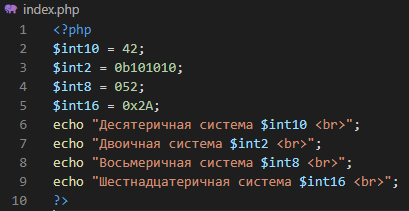 index.php
1 <?php
2 $int10 = 42;
3 $int2 = 0b101010;
4 $int8 = 052;
5 $int16 = 0x2A;
6 echo "Десятеричная система $int10 <br>";
7 echo "Двоичная система $int2 <br>";
8 echo "Восьмеричная система $int8 <br>";
9 echo "Шестнадцатеричная система $int16 <br>";
10 ?>